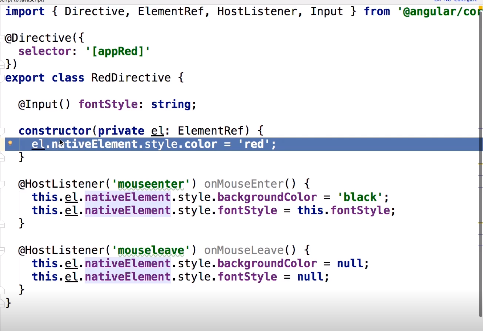 import { Directive, ElementRef, HostListener, Input } from '@angular/cor
@Directive({
  selector: '[appRed]'
})
export class RedDirective {
  @Input() fontStyle: string;
  constructor(private el: ElementRef) {
    el.nativeElement.style.color = 'red';
  }
  @HostListener('mouseenter') onMouseEnter() {
    this.el.nativeElement.style.backgroundColor = 'black';
    this.el.nativeElement.style.fontStyle = this.fontStyle;
  }
  @HostListener('mouseleave') onMouseLeave() {
    this.el.nativeElement.style.backgroundColor = null;
    this.el.nativeElement.style.fontStyle = null;
  }
}